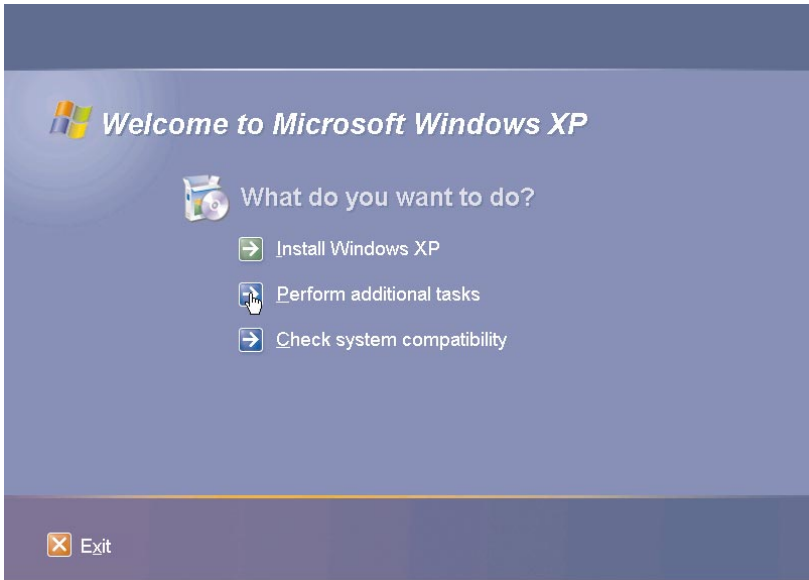 Welcome to Microsoft Windows XP
What do you want to do?
Install Windows XP
Perform additional tasks
Check system compatibility
Exit